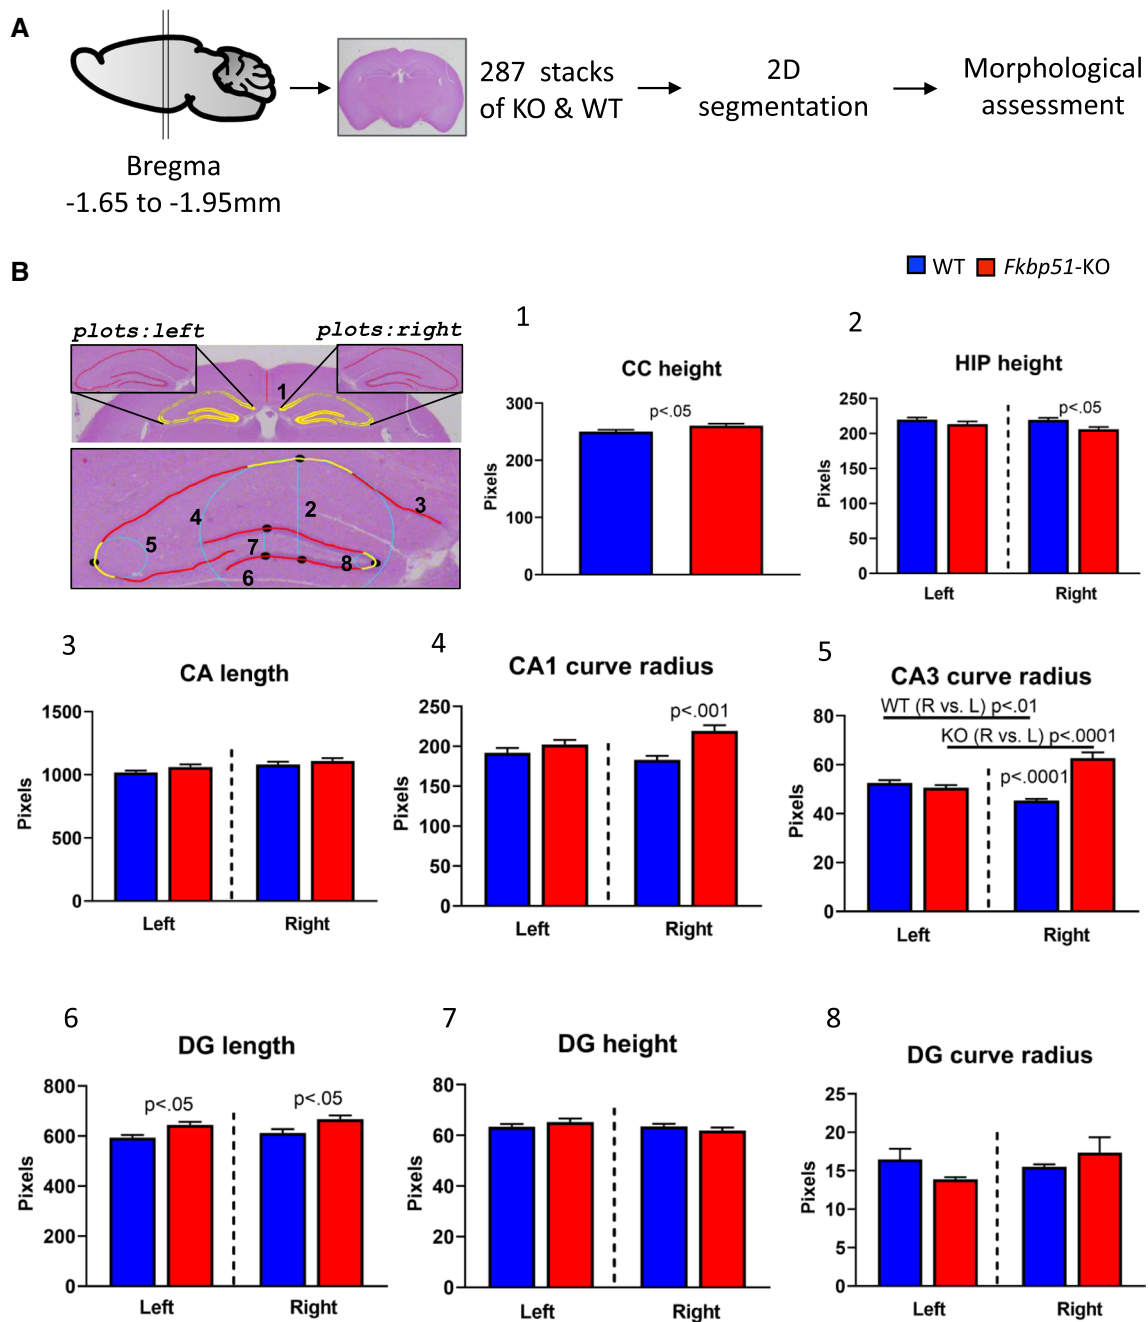 A
287 stacks
of KO & WT
2D
segmentation
Morphological
assessment
Bregma
-1.65 to -1.95mm
B
WT
Fkbp51-KO
plots:left
plots:right
1
2
3
4
5
6
7
8
1
CC height
Pixels
300
200
100
0
p<.05
2
HIP height
Pixels
250
200
150
100
50
0
p<.05
Left
Right
3
CA length
Pixels
1500
1000
500
0
Left
Right
4
CA1 curve radius
Pixels
250
200
150
100
50
0
p<.001
Left
Right
5
CA3 curve radius
Pixels
80
60
40
20
0
WT (R vs. L) p<.01
KO (R vs. L) p<.0001
p<.0001
Left
Right
6
DG length
Pixels
800
600
400
200
0
p<.05
p<.05
Left
Right
7
DG height
Pixels
80
60
40
20
0
Left
Right
8
DG curve radius
Pixels
25
20
15
10
5
0
Left
Right